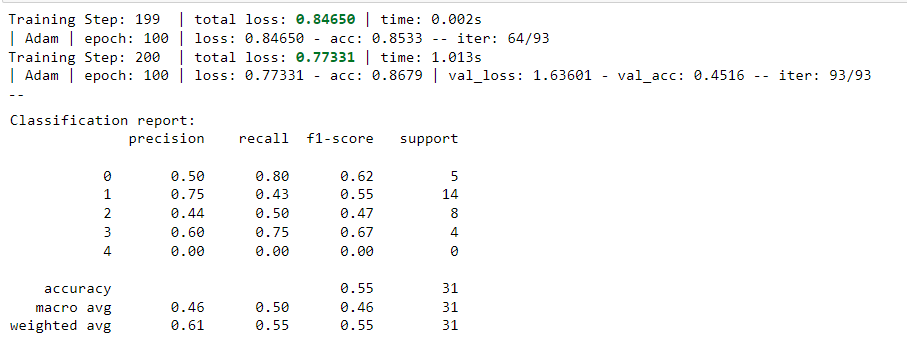 Training Step: 199  | total loss: 0.84650 | time: 0.002s
| Adam | epoch: 100 | loss: 0.84650 - acc: 0.8533 -- iter: 64/93
Training Step: 200  | total loss: 0.77331 | time: 1.013s
| Adam | epoch: 100 | loss: 0.77331 - acc: 0.8679 | val_loss: 1.63601 - val_acc: 0.4516 -- iter: 93/93
--
Classification report:
precision    recall  f1-score   support
0       0.50      0.80      0.62         5
1       0.75      0.43      0.55        14
2       0.44      0.50      0.47         8
3       0.60      0.75      0.67         4
4       0.00      0.00      0.00         0
accuracy                           0.55        31
macro avg       0.46      0.50      0.46        31
weighted avg       0.61      0.55      0.55        31